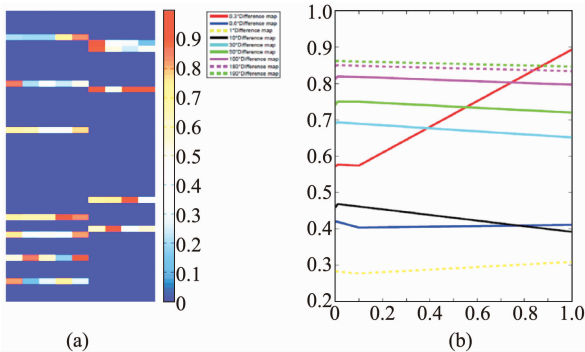 0.9
0.8
0.7
0.6
0.5
0.4
0.3
0.2
0.1
0
0.3°Difference map
0.6°Difference map
1°Difference map
10°Difference map
30°Difference map
50°Difference map
100°Difference map
180°Difference map
190°Difference map
1.0
0.9
0.8
0.7
0.6
0.5
0.4
0.3
0.2
0 0.2 0.4 0.6 0.8 1.0
(a)
(b)